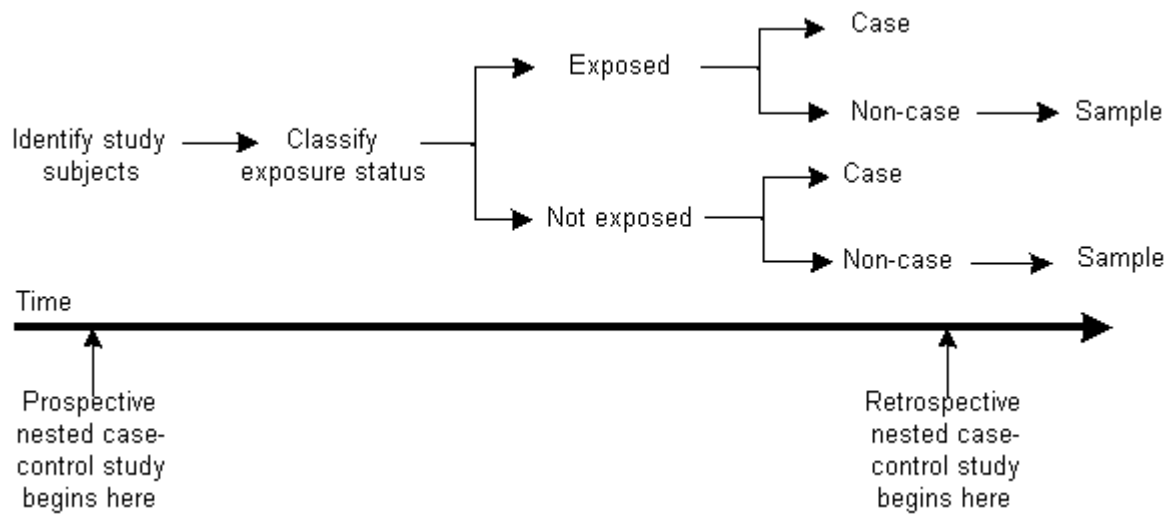 Identify study
subjects
Classify
exposure status
Exposed
Case
Non-case
Sample
Not exposed
Case
Non-case
Sample
Time
Prospective
nested case-
control study
begins here
Retrospective
nested case-
control study
begins here